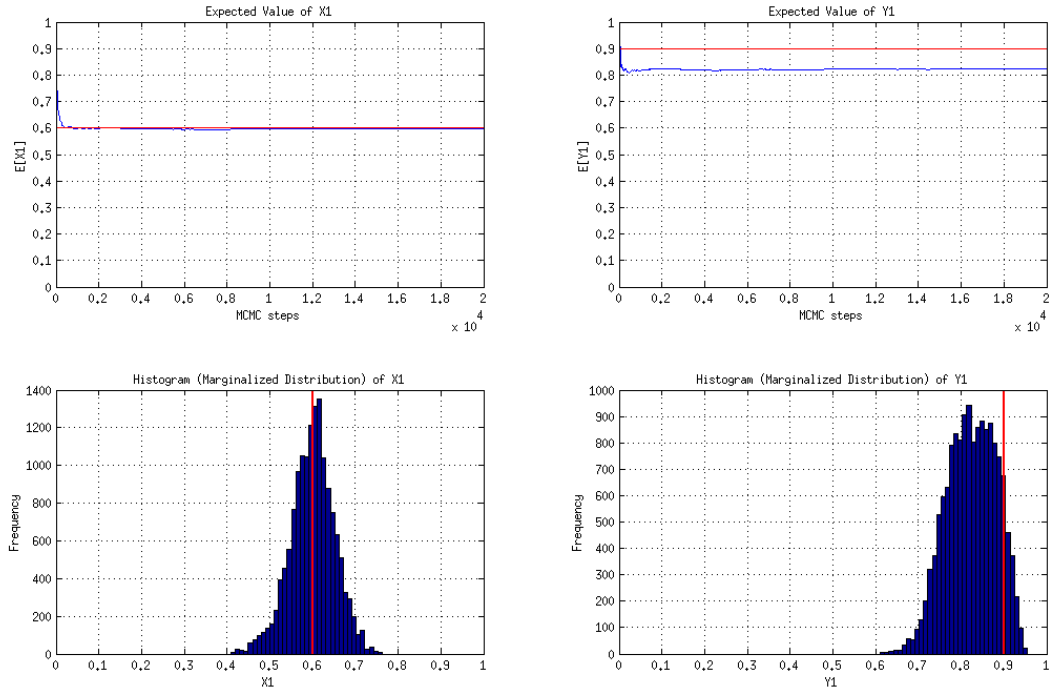 Expected Value of X1
1
0.9
0.8
0.7
0.6
0.5
0.4
0.3
0.2
0.1
0
E[X1]
0 0.2 0.4 0.6 0.8 1 1.2 1.4 1.6 1.8 2
MCMC steps
4
x 10
Expected Value of Y1
1
0.9
0.8
0.7
0.6
0.5
0.4
0.3
0.2
0.1
0
E[Y1]
0 0.2 0.4 0.6 0.8 1 1.2 1.4 1.6 1.8 2
MCMC steps
4
x 10
Histogram (Marginalized Distribution) of X1
1400
1200
1000
800
600
400
200
0
Frequency
0 0.1 0.2 0.3 0.4 0.5 0.6 0.7 0.8 0.9 1
X1
Histogram (Marginalized Distribution) of Y1
1000
900
800
700
600
500
400
300
200
100
0
Frequency
0 0.1 0.2 0.3 0.4 0.5 0.6 0.7 0.8 0.9 1
Y1